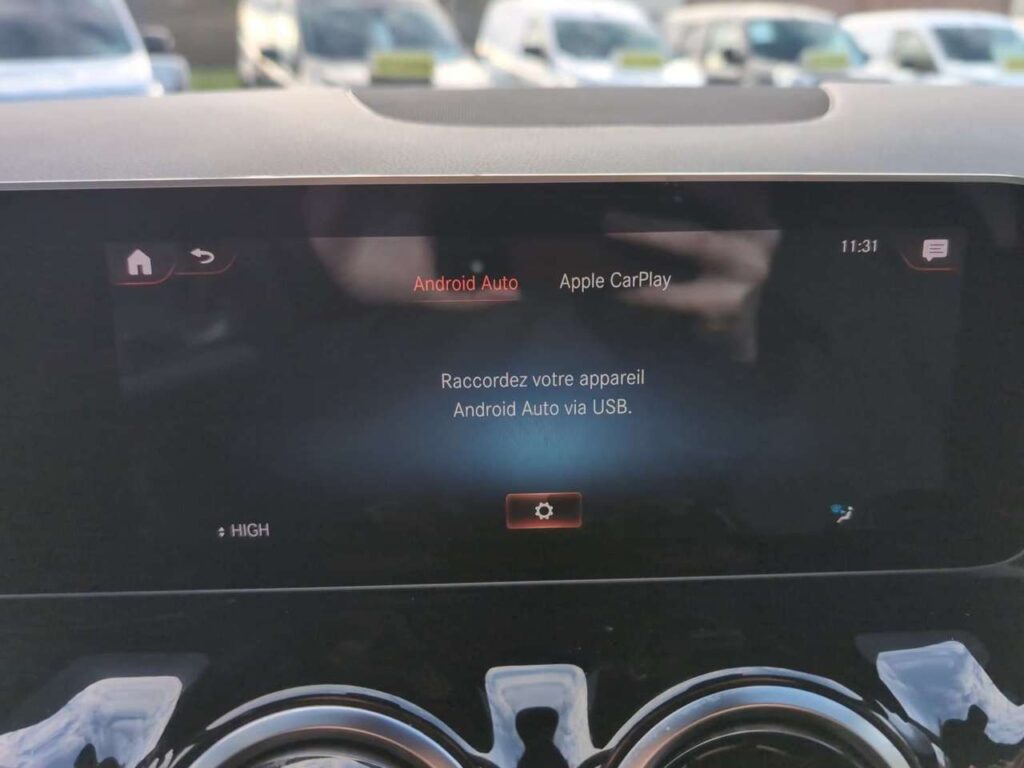 11:31
Android Auto Apple CarPlay
Raccordez votre appareil
Android Auto via USB.
HIGH